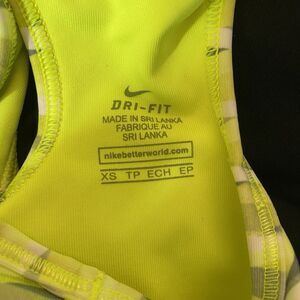 DRI-FIT
MADE IN SRI LANKA
FABRIQUE AU
SRI LANKA
nikebetterworld.com
XS TP ECH EP